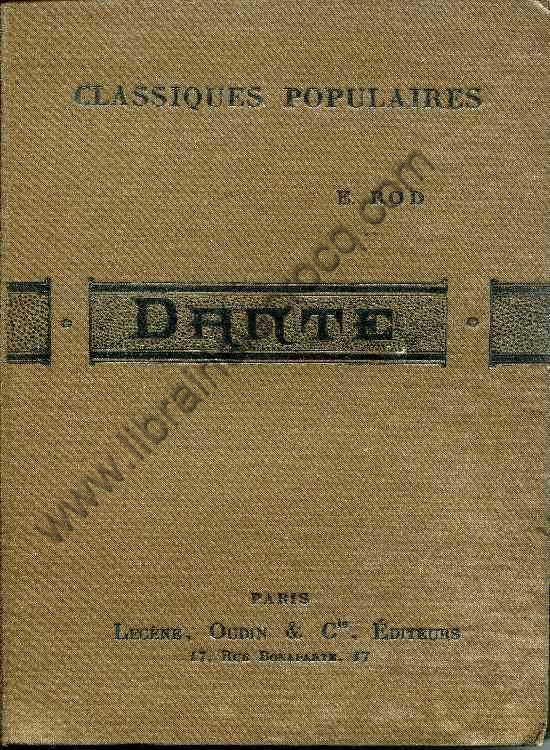 CLASSIQUES POPULAIRES
E. ROD
DANTE
PARIS
LECÈNE, OUDIN & Cie, ÉDITEURS
17, RUE BONAPARTE, 17